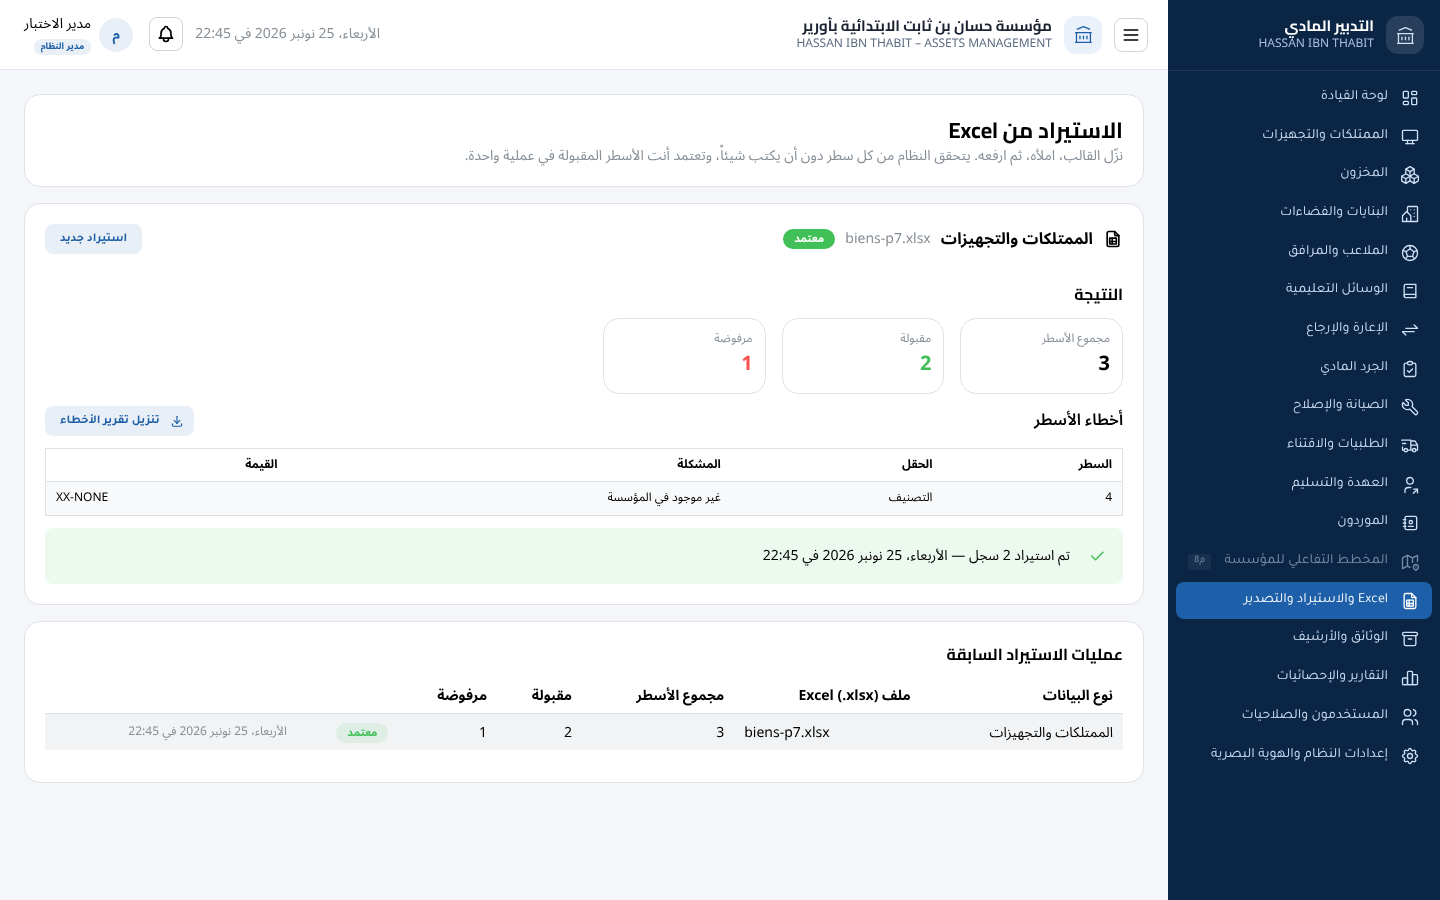 التدبير المادي
HASSAN IBN THABIT
لوحة القيادة
الممتلكات والتجهيزات
المخزون
البنايات والفضاءات
الملاعب والمرافق
الوسائل التعليمية
الإعارة والإرجاع
الجرد المادي
الصيانة والإصلاح
الطلبيات والاقتناء
العهدة والتسليم
الموردون
المخطط التفاعلي للمؤسسة م8
Excel والاستيراد والتصدير
الوثائق والأرشيف
التقارير والإحصائيات
المستخدمون والصلاحيات
إعدادات النظام والهوية البصرية
مؤسسة حسان بن ثابت الابتدائية بأوربر
HASSAN IBN THABIT – ASSETS MANAGEMENT
الأربعاء، 25 نونبر 2026 في 22:45
م
مدير الاختبار
مدير النظام
الاستيراد من Excel
نزّل القالب، املأه، ثم ارفعه. يتحقق النظام من كل سطر دون أن يكتب شيئاً، وتعتمد أنت الأسطر المقبولة في عملية واحدة.
الممتلكات والتجهيزات biens-p7.xlsx معتمد
استيراد جديد
النتيجة
مجموع الأسطر
3
مقبولة
2
مرفوضة
1
أخطاء الأسطر
تنزيل تقرير الأخطاء
السطر الحقل المشكلة القيمة
4 التصنيف غير موجود في المؤسسة XX-NONE
تم استيراد 2 سجل — الأربعاء، 25 نونبر 2026 في 22:45
عمليات الاستيراد السابقة
نوع البيانات ملف Excel (.xlsx) مجموع الأسطر مقبولة مرفوضة
الممتلكات والتجهيزات biens-p7.xlsx 3 2 1 معتمد الأربعاء، 25 نونبر 2026 في 22:45